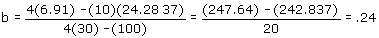 b = 4(6.91) −(10)(24.28 37) / 4(30) −(100) = (247.64) −(242.837) / 20 = .24